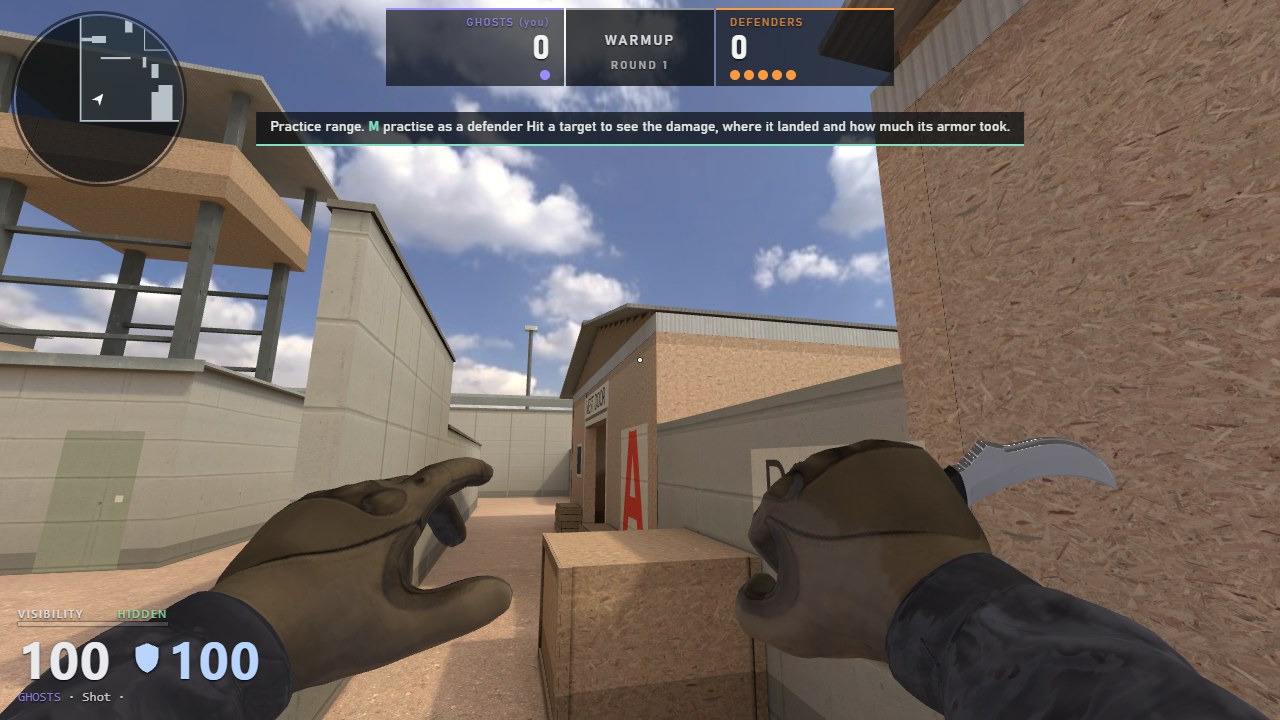 GHOSTS (you)
0
WARMUP
ROUND 1
DEFENDERS
0
Practice range. M practise as a defender Hit a target to see the damage, where it landed and how much its armor took.
A
VISIBILITY HIDDEN
100 100
GHOSTS · Shot ·